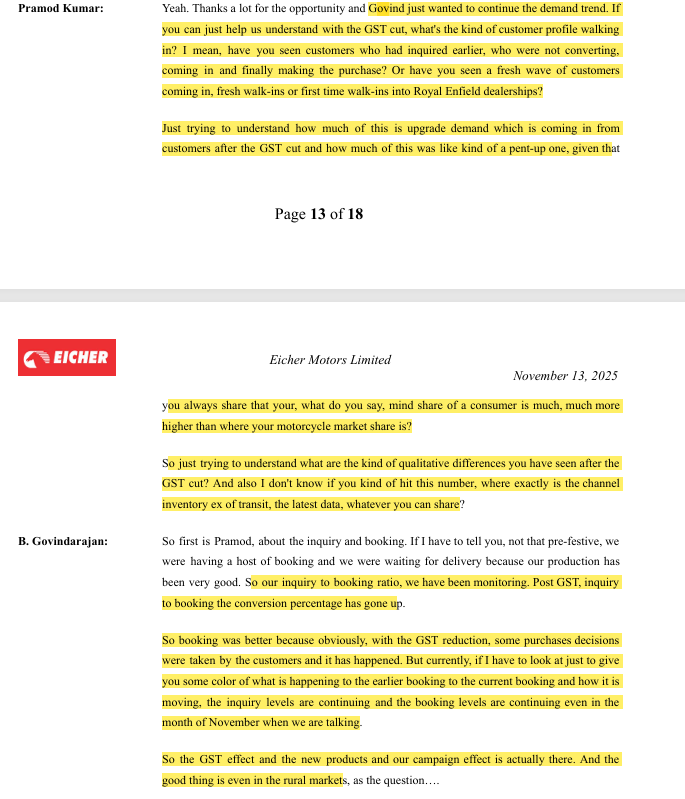 Pramod Kumar: Yeah. Thanks a lot for the opportunity and Govind just wanted to continue the demand trend. If
you can just help us understand with the GST cut, what's the kind of customer profile walking
in? I mean, have you seen customers who had inquired earlier, who were not converting,
coming in and finally making the purchase? Or have you seen a fresh wave of customers
coming in, fresh walk-ins or first time walk-ins into Royal Enfield dealerships?
Just trying to understand how much of this is upgrade demand which is coming in from
customers after the GST cut and how much of this was like kind of a pent-up one, given that
Page 13 of 18
EICHER
Eicher Motors Limited
November 13, 2025
you always share that your, what do you say, mind share of a consumer is much, much more
higher than where your motorcycle market share is?
So just trying to understand what are the kind of qualitative differences you have seen after the
GST cut? And also I don't know if you kind of hit this number, where exactly is the channel
inventory ex of transit, the latest data, whatever you can share?
B. Govindarajan: So first is Pramod, about the inquiry and booking. If I have to tell you, not that pre-festive, we
were having a host of booking and we were waiting for delivery because our production has
been very good. So our inquiry to booking ratio, we have been monitoring. Post GST, inquiry
to booking the conversion percentage has gone up.
So booking was better because obviously, with the GST reduction, some purchases decisions
were taken by the customers and it has happened. But currently, if I have to look at just to give
you some color of what is happening to the earlier booking to the current booking and how it is
moving, the inquiry levels are continuing and the booking levels are continuing even in the
month of November when we are talking.
So the GST effect and the new products and our campaign effect is actually there. And the
good thing is even in the rural markets, as the question….